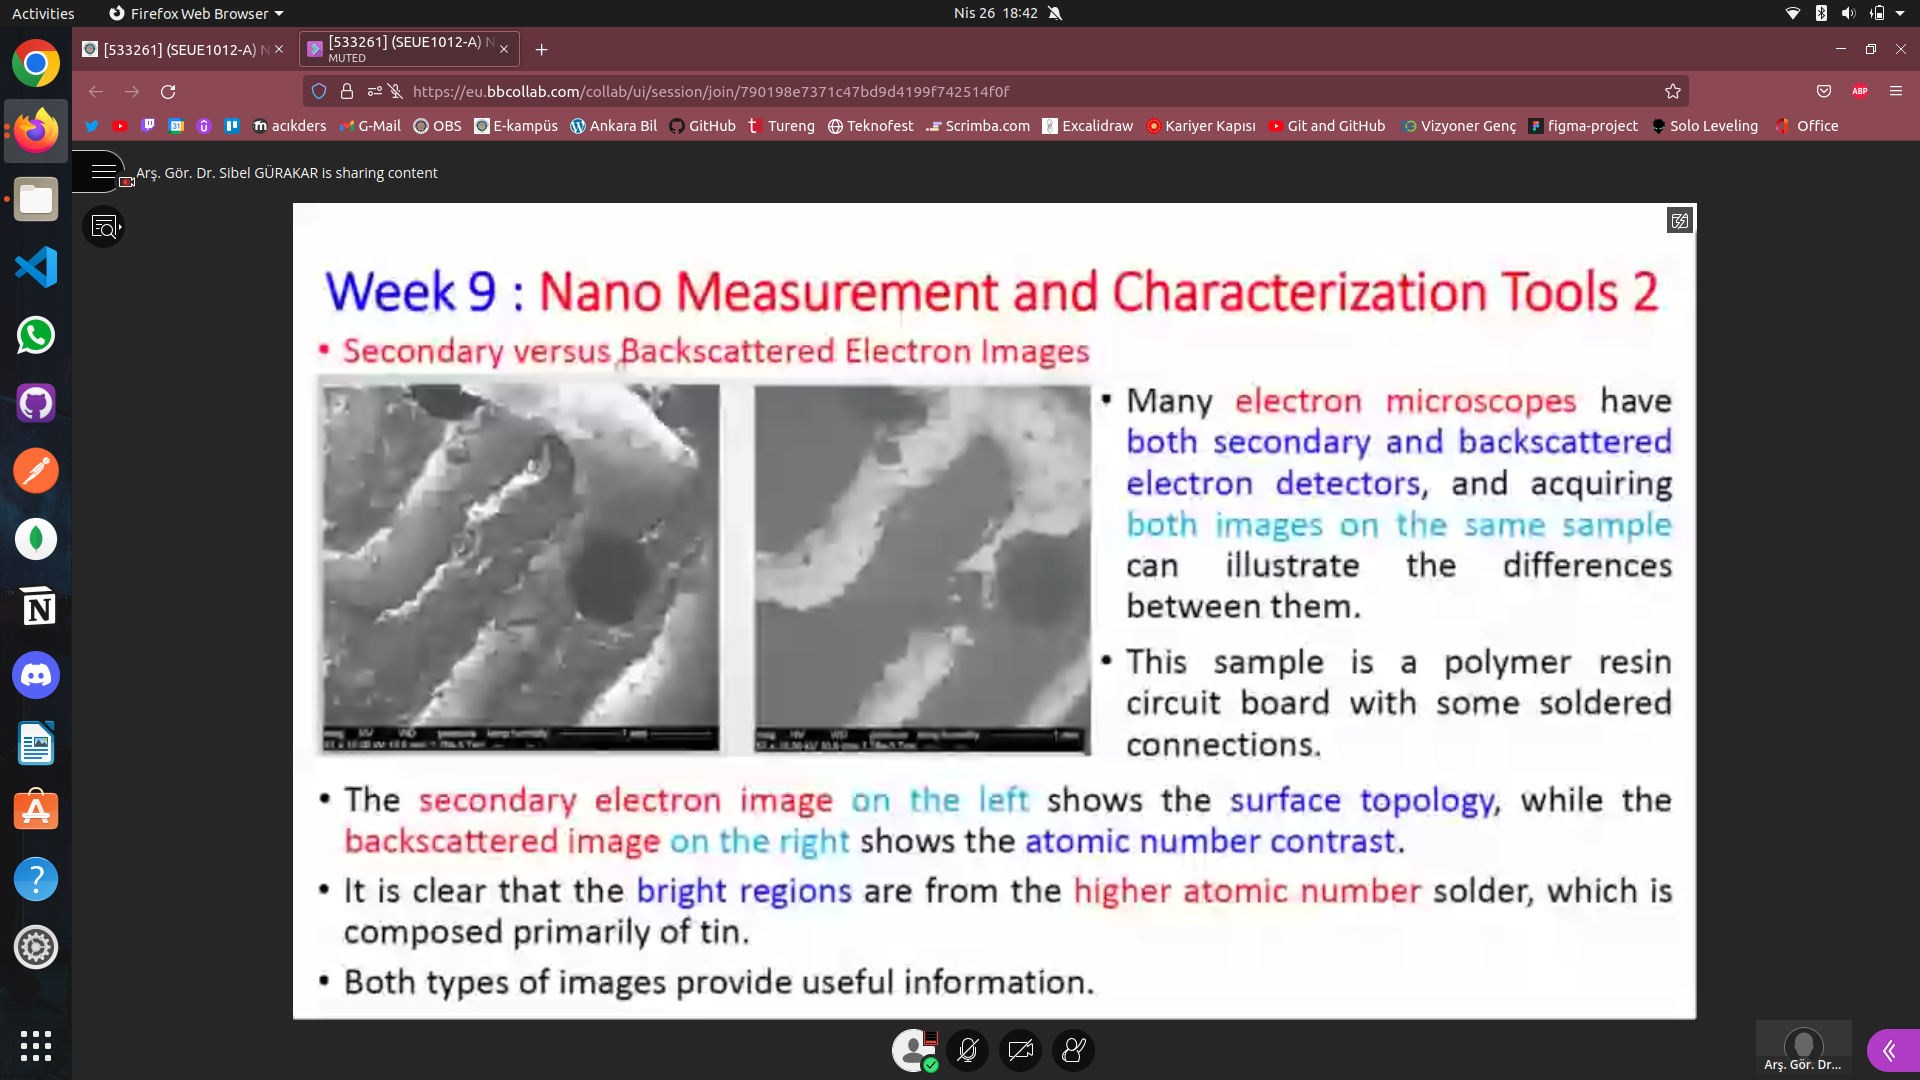 Activities
Firefox Web Browser
Nis 26 18:42
[533261] (SEUE1012-A) N
[533261] (SEUE1012-A) N
MUTED
https://eu.bbcollab.com/collab/ui/session/join/790198e7371c47bd9d4199f742514f0f
ABP
acıkders
G-Mail
OBS
E-kampüs
Ankara Bil
GitHub
Tureng
Teknofest
Scrimba.com
Excalidraw
Kariyer Kapısı
Git and GitHub
Vizyoner Genç
figma-project
Solo Leveling
Office
Arş. Gör. Dr. Sibel GÜRAKAR is sharing content
Week 9 : Nano Measurement and Characterization Tools 2
• Secondary versus Backscattered Electron Images
• Many electron microscopes have
both secondary and backscattered
electron detectors, and acquiring
both images on the same sample
can illustrate the differences
between them.
• This sample is a polymer resin
circuit board with some soldered
connections.
• The secondary electron image on the left shows the surface topology, while the
backscattered image on the right shows the atomic number contrast.
• It is clear that the bright regions are from the higher atomic number solder, which is
composed primarily of tin.
• Both types of images provide useful information.
Arş. Gör. Dr...